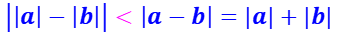 ||a| − |b|| < |a − b| = |a| + |b|